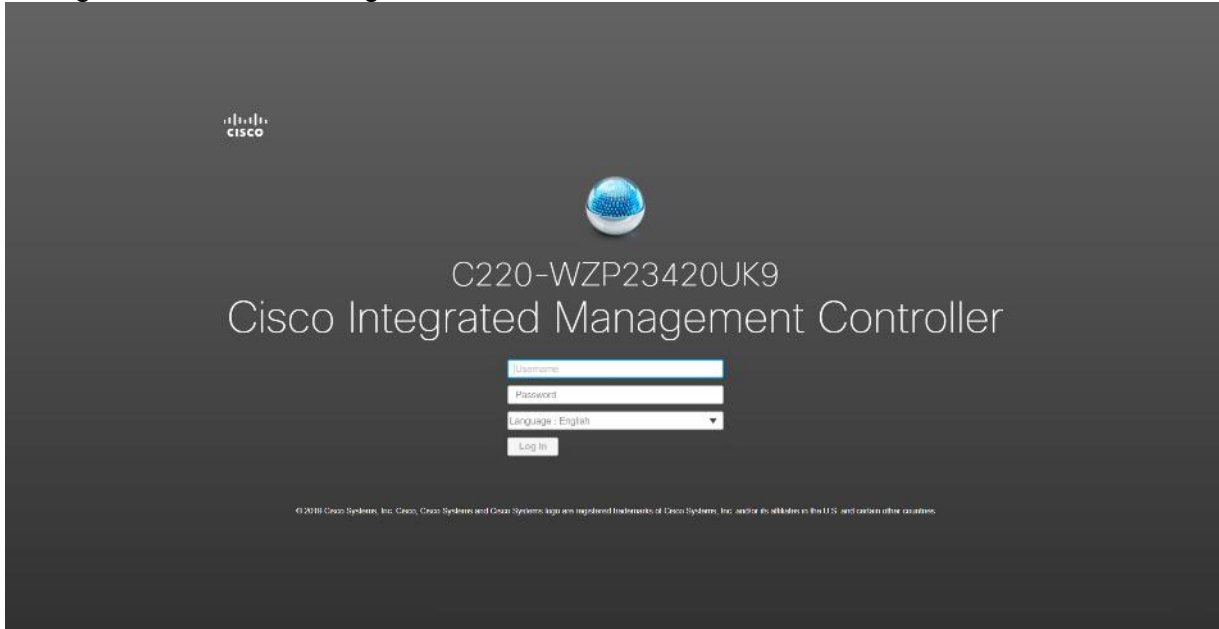 CISCO
C220-WZP23420UK9
Cisco Integrated Management Controller
Username
Password
Language : English
Log In
Cisco Systems, Inc. Cisco, Cisco Systems and Cisco Systems logo are registered trademarks of Cisco Systems, Inc. and/or its affiliates in the U.S. and certain other countries.